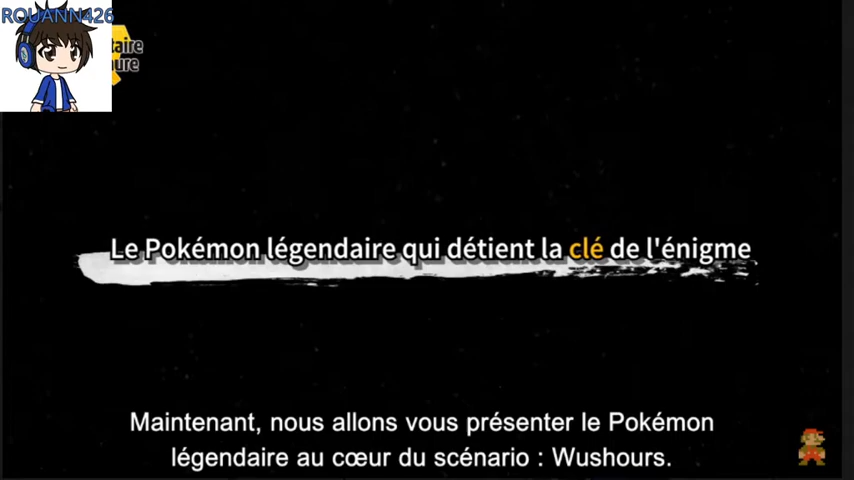 ROUANN426
Le Pokémon légendaire qui détient la clé de l'énigme
Maintenant, nous allons vous présenter le Pokémon
légendaire au cœur du scénario : Wushours.